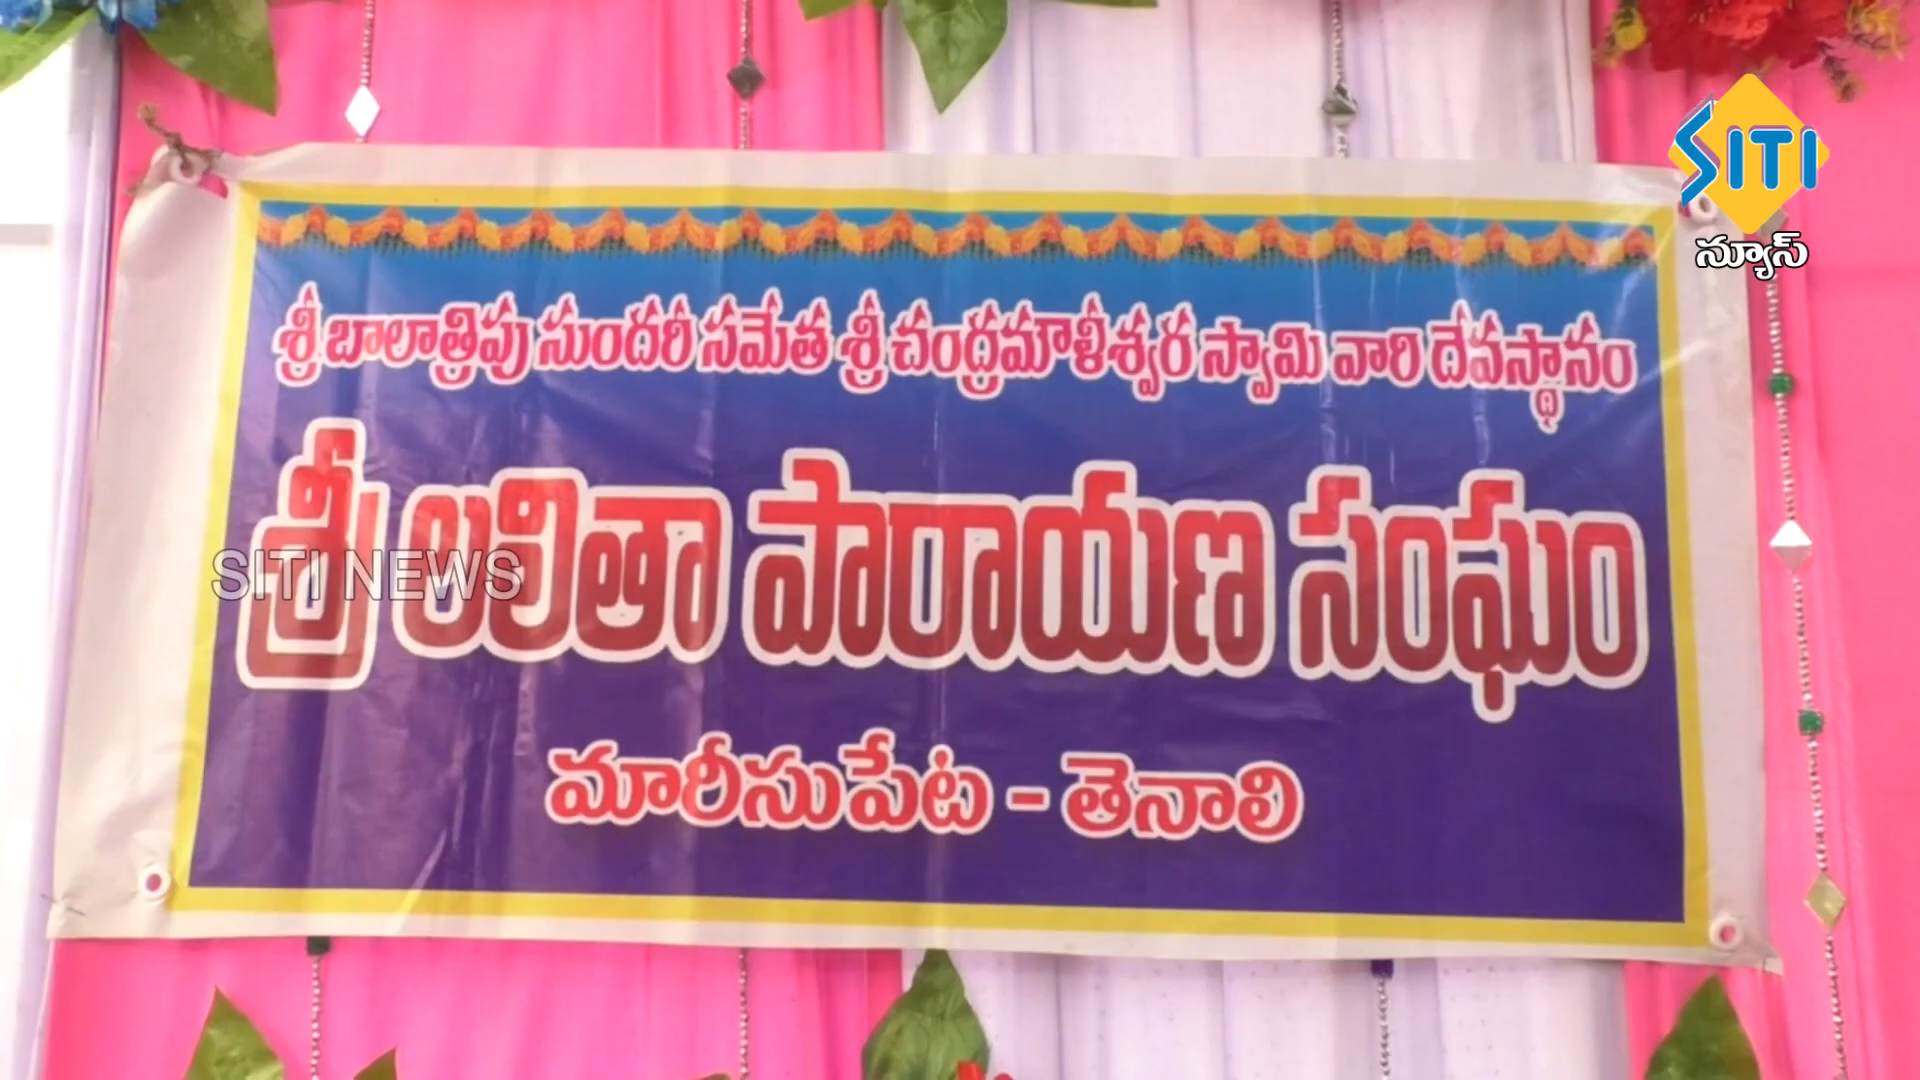 SITI
న్యూస్
శ్రీ బాలాత్రిపు సుందరీ సమేత శ్రీ చంద్రమౌళీశ్వర స్వామి వారి దేవస్థానం
శ్రీ లలితా పారాయణ సంఘం
SITI NEWS
మారీసుపేట - తెనాలి